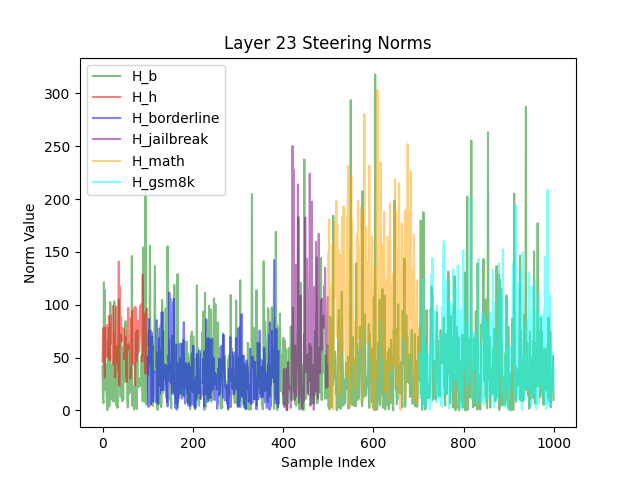 Layer 23 Steering Norms
H_b
H_h
H_borderline
H_jailbreak
H_math
H_gsm8k
300
250
200
150
100
50
0
Norm Value
0 200 400 600 800 1000
Sample Index